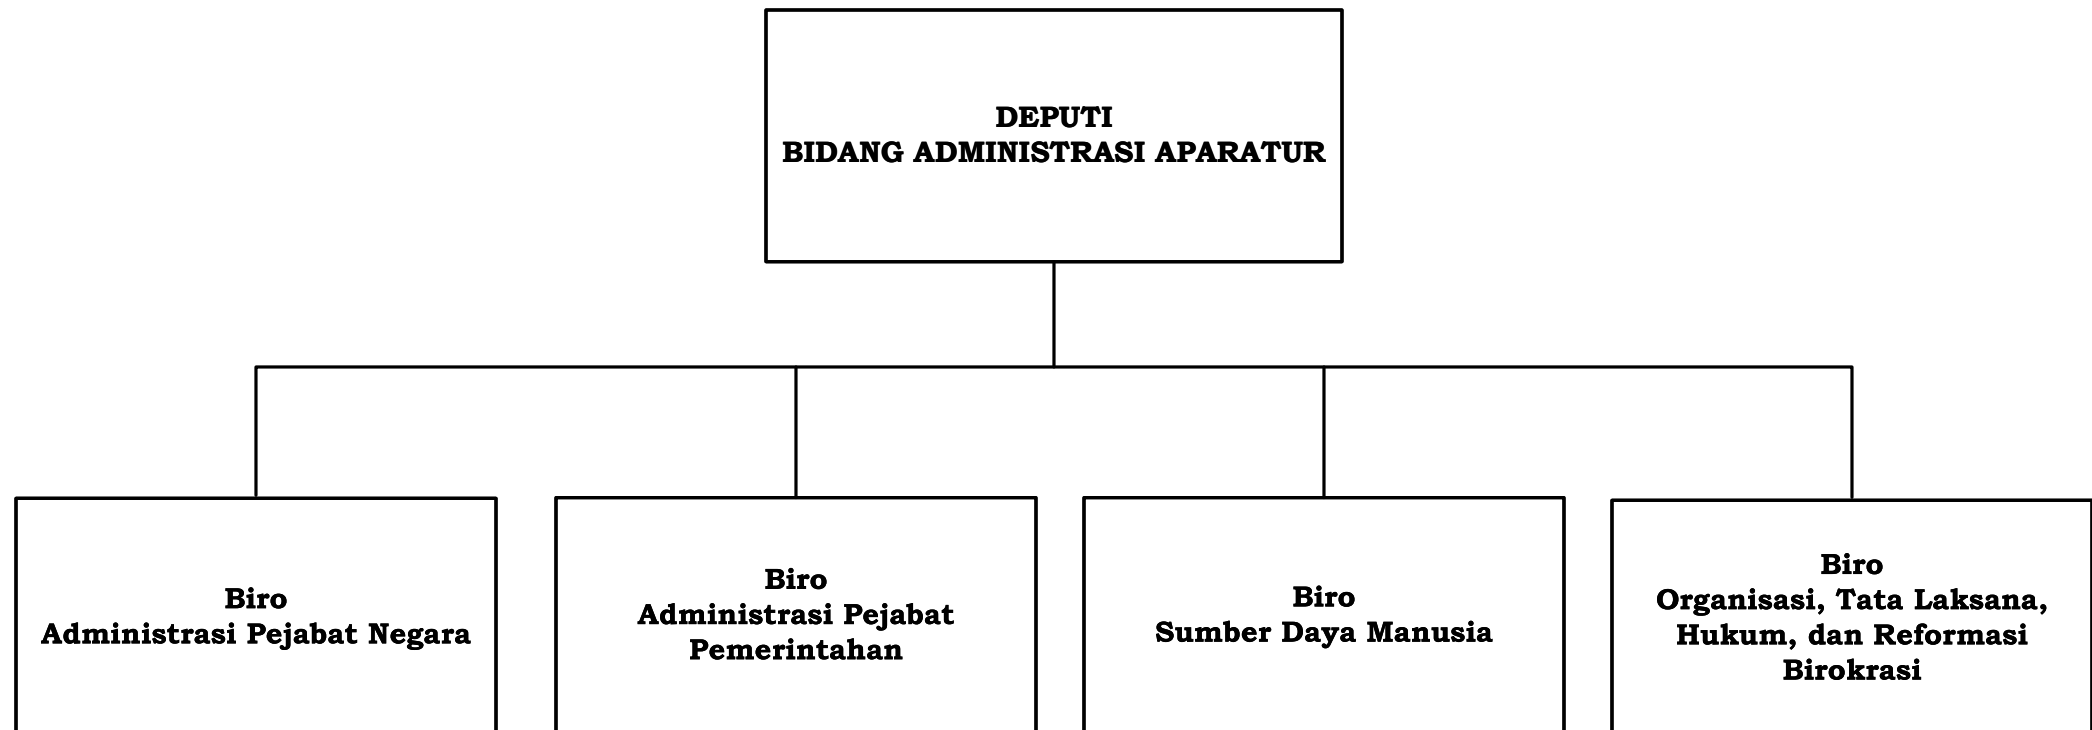 DEPUTI
BIDANG ADMINISTRASI APARATUR
Biro
Administrasi Pejabat Negara
Biro
Administrasi Pejabat
Pemerintahan
Biro
Sumber Daya Manusia
Biro
Organisasi, Tata Laksana,
Hukum, dan Reformasi
Birokrasi